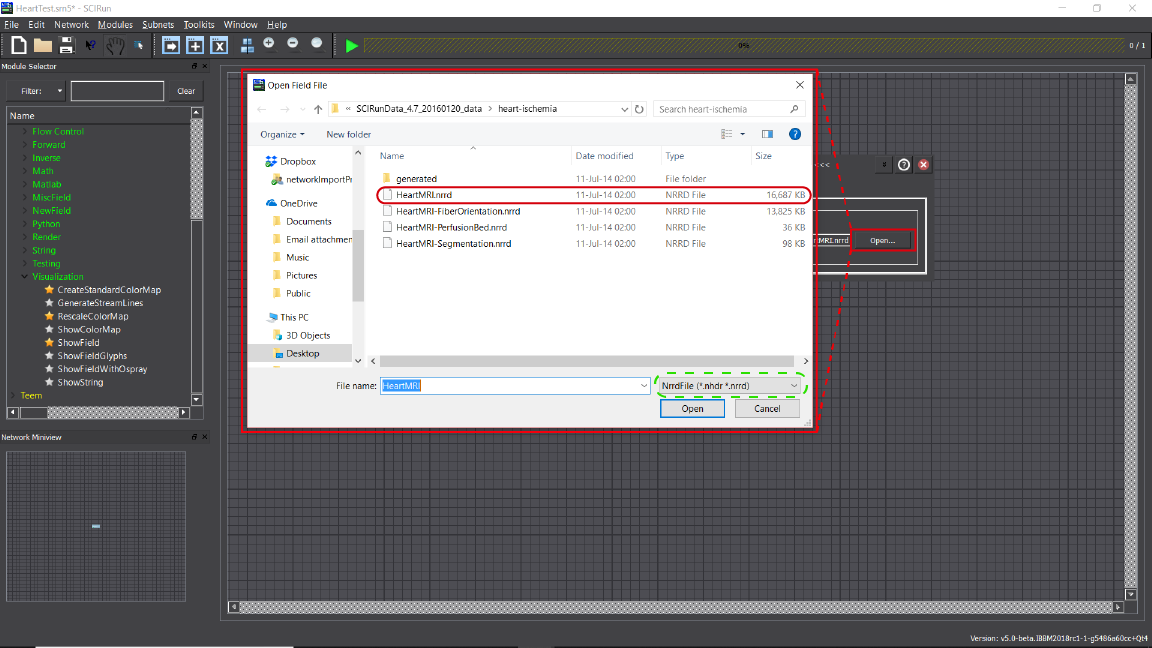 HeartTest.srn5* - SCIRun
File Edit Network Modules Subnets Toolkits Window Help
0%
0 / 1
Module Selector
Filter:
Clear
Name
Flow Control
Forward
Inverse
Math
Matlab
MiscField
NewField
Python
Render
String
Testing
Visualization
CreateStandardColorMap
GenerateStreamLines
RescaleColorMap
ShowColorMap
ShowField
ShowFieldGlyphs
ShowFieldWithOspray
ShowString
Teem
Network Miniview
Open Field File
« SCIRunData_4.7_20160120_data > heart-ischemia
Search heart-ischemia
Organize
New folder
Dropbox
networkImportPr
OneDrive
Documents
Email attachmen
Music
Pictures
Public
This PC
3D Objects
Desktop
Name Date modified Type Size
generated 11-Jul-14 02:00 File folder
HeartMRI.nrrd 11-Jul-14 02:00 NRRD File 16,687 KB
HeartMRI-FiberOrientation.nrrd 11-Jul-14 02:00 NRRD File 13,825 KB
HeartMRI-PerfusionBed.nrrd 11-Jul-14 02:00 NRRD File 36 KB
HeartMRI-Segmentation.nrrd 11-Jul-14 02:00 NRRD File 98 KB
File name: HeartMRI
NrrdFile (*.nhdr *.nrrd)
Open
Cancel
<<
rtMRI.nrrd
Open...
Version: v5.0-beta.IBBM2018rc1-1-g5486a60cc+Qt4